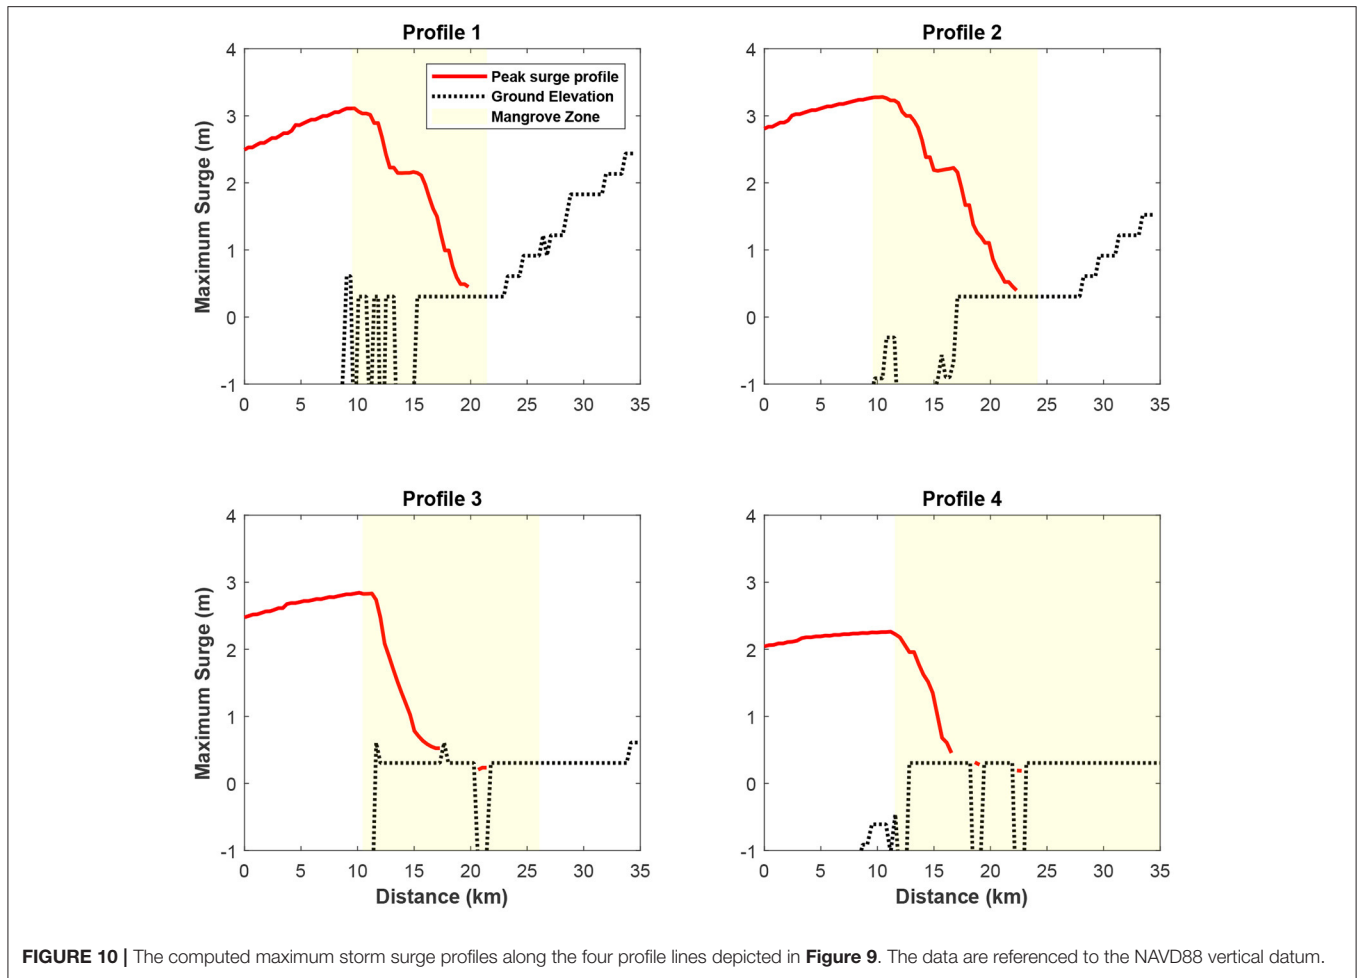 Profile 1
4
3
2
1
0
-1
Maximum Surge (m)
0 5 10 15 20 25 30 35
Peak surge profile
Ground Elevation
Mangrove Zone
Profile 2
4
3
2
1
0
-1
0 5 10 15 20 25 30 35
Profile 3
4
3
2
1
0
-1
Maximum Surge (m)
0 5 10 15 20 25 30 35
Distance (km)
Profile 4
4
3
2
1
0
-1
0 5 10 15 20 25 30 35
Distance (km)
FIGURE 10 | The computed maximum storm surge profiles along the four profile lines depicted in Figure 9. The data are referenced to the NAVD88 vertical datum.